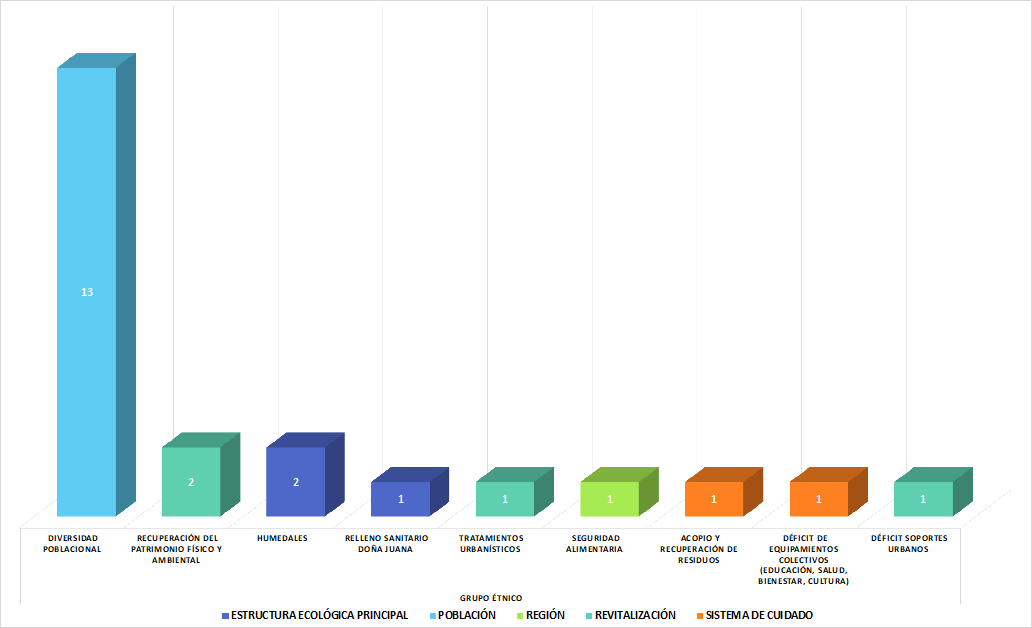 13
2
2
1
1
1
1
1
1
DIVERSIDAD
POBLACIONAL
RECUPERACIÓN DEL
PATRIMONIO FÍSICO Y
AMBIENTAL
HUMEDALES
RELLENO SANITARIO
DOÑA JUANA
TRATAMIENTOS
URBANÍSTICOS
SEGURIDAD
ALIMENTARIA
ACOPIO Y
RECUPERACIÓN DE
RESIDUOS
DÉFICIT DE
EQUIPAMIENTOS
COLECTIVOS
(EDUCACIÓN, SALUD,
BIENESTAR, CULTURA)
DÉFICIT SOPORTES
URBANOS
GRUPO ÉTNICO
ESTRUCTURA ECOLÓGICA PRINCIPAL POBLACIÓN REGIÓN REVITALIZACIÓN SISTEMA DE CUIDADO